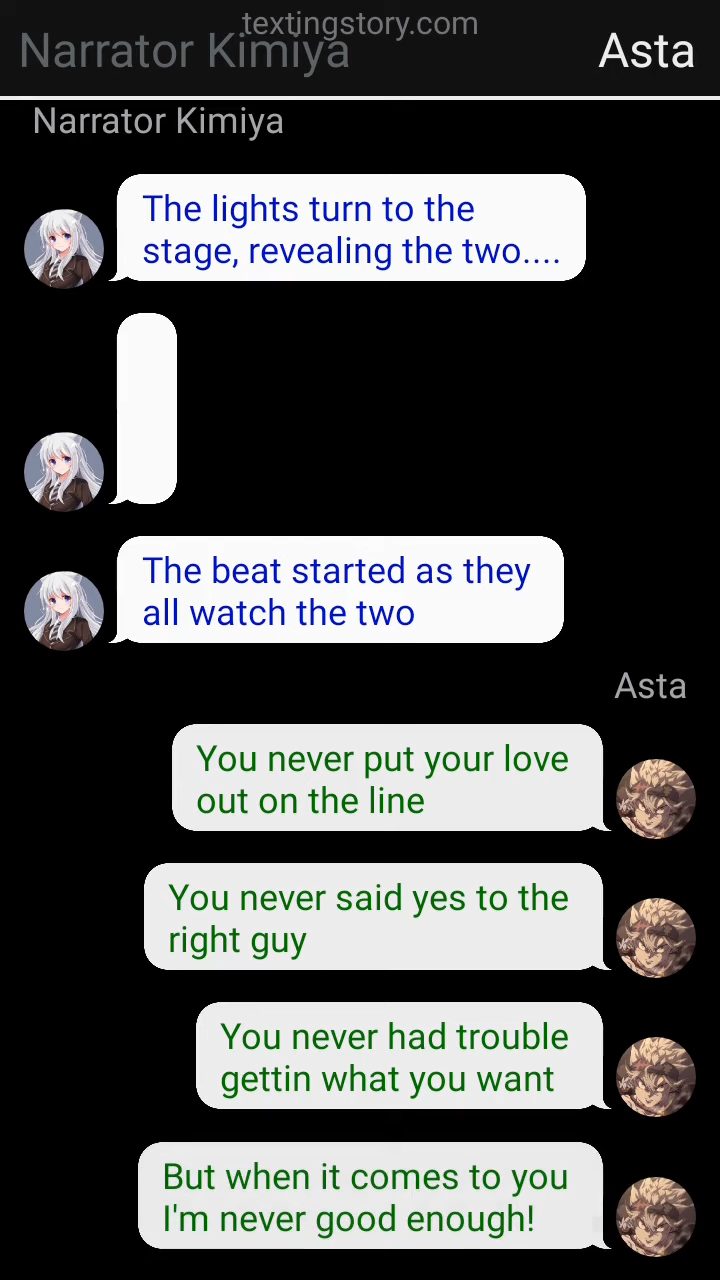 textingstory.com
Narrator Kimiya
Asta
Narrator Kimiya
The lights turn to the
stage, revealing the two....
The beat started as they
all watch the two
Asta
You never put your love
out on the line
You never said yes to the
right guy
You never had trouble
gettin what you want
But when it comes to you
I'm never good enough!